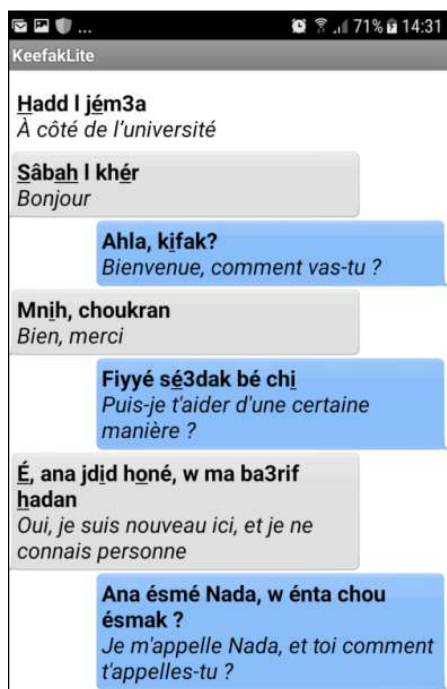 ... 71% 14:31
KeefakLite
Hadd l jém3a
À côté de l’université
Sâbah l khér
Bonjour
Ahla, kifak?
Bienvenue, comment vas-tu ?
Mnih, choukran
Bien, merci
Fiyyé sé3dak bé chi
Puis-je t'aider d'une certaine
manière ?
É, ana jdid honé, w ma ba3rif
hadan
Oui, je suis nouveau ici, et je ne
connais personne
Ana ésmé Nada, w énta chou
ésmak ?
Je m'appelle Nada, et toi comment
t'appelles-tu ?